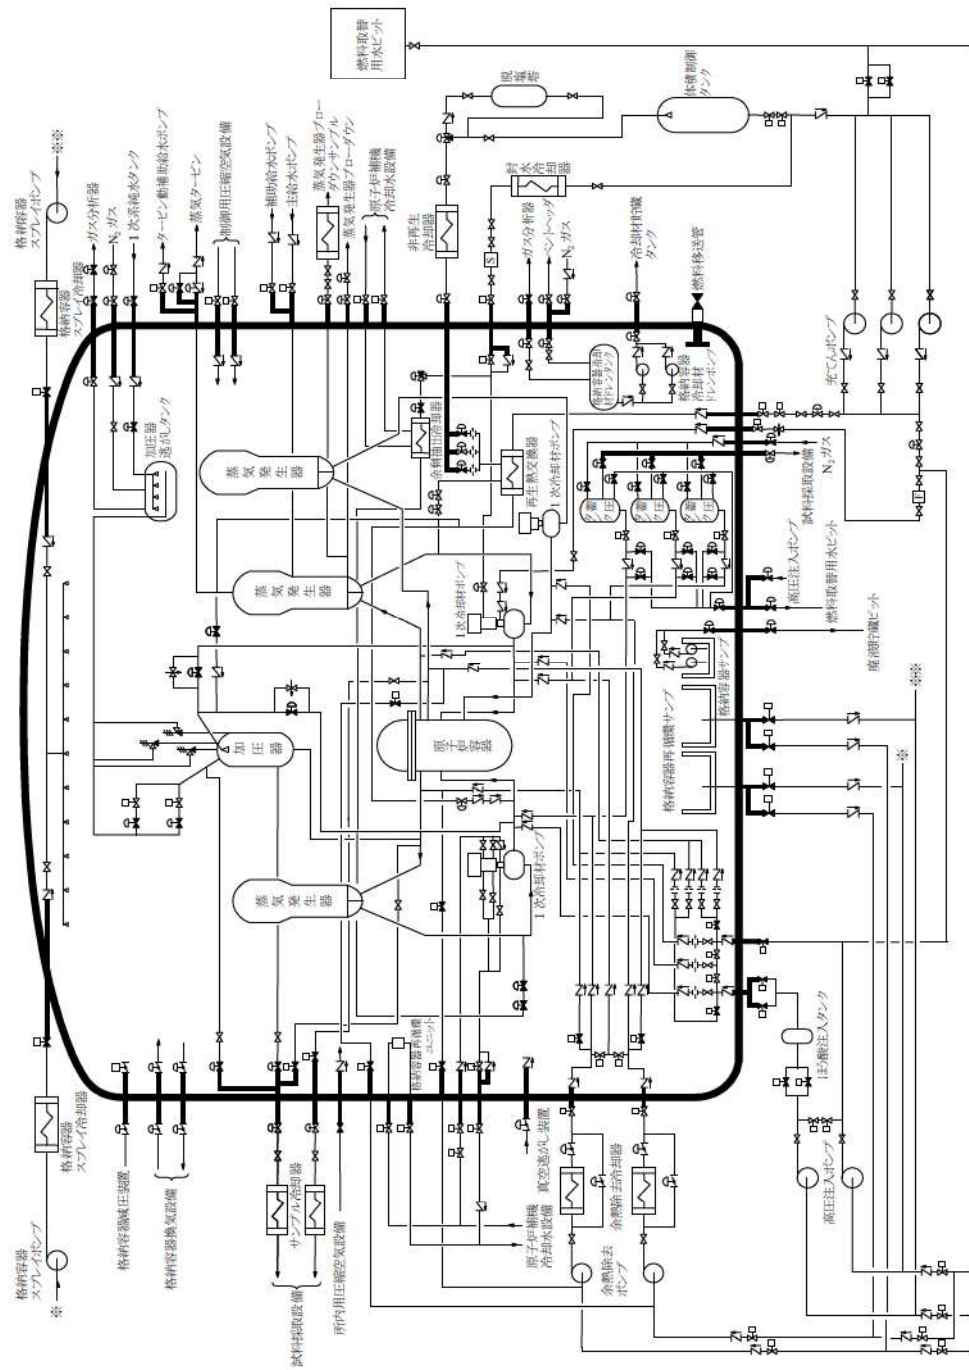 燃料取替
用水ピット
格納容器
スプレイポンプ
※※
格納容器
スプレイ冷却器
ガス分析器
N₂ ガス
1次系純水タンク
タービン動補助給水ポンプ
蒸気タービン
制御用圧縮空気設備
補助給水ポンプ
主給水ポンプ
蒸気発生器ブロー
ダウンサンプル
蒸気発生器ブローダウン
原子炉補機
冷却水設備
非再生
冷却器
脱塩塔
体積制御
タンク
封水冷却器
ガス分析器
ベントヘッダ
N₂ ガス
冷却材貯蔵
タンク
燃料移送管
充てんポンプ
加圧器
逃がしタンク
蒸気発生器
余剰抽出冷却器
再生熱交換器
1次冷却材ポンプ
格納容器冷却
材ドレンタンク
格納容器
冷却材
ドレンポンプ
S
蒸気発生器
1次冷却材ポンプ
蓄圧タンク
蓄圧タンク
蓄圧タンク
N₂ ガス
試料採取設備
F
加圧器
原子炉容器
高圧注入ポンプ
燃料取替用水ピット
廃液貯蔵ピット
格納容器サンプ
格納容器再循環サンプ
※※
※
蒸気発生器
1次冷却材ポンプ
格納容器再循環
ユニット
格納容器
スプレイ冷却器
格納容器
スプレイポンプ
※
格納容器減圧装置
格納容器換気設備
サンプル冷却器
試料採取設備
所内用圧縮空気設備
原子炉補機
冷却水設備
真空逃がし装置
余熱除去冷却器
余熱除去
ポンプ
ほう酸注入タンク
高圧注入ポンプ